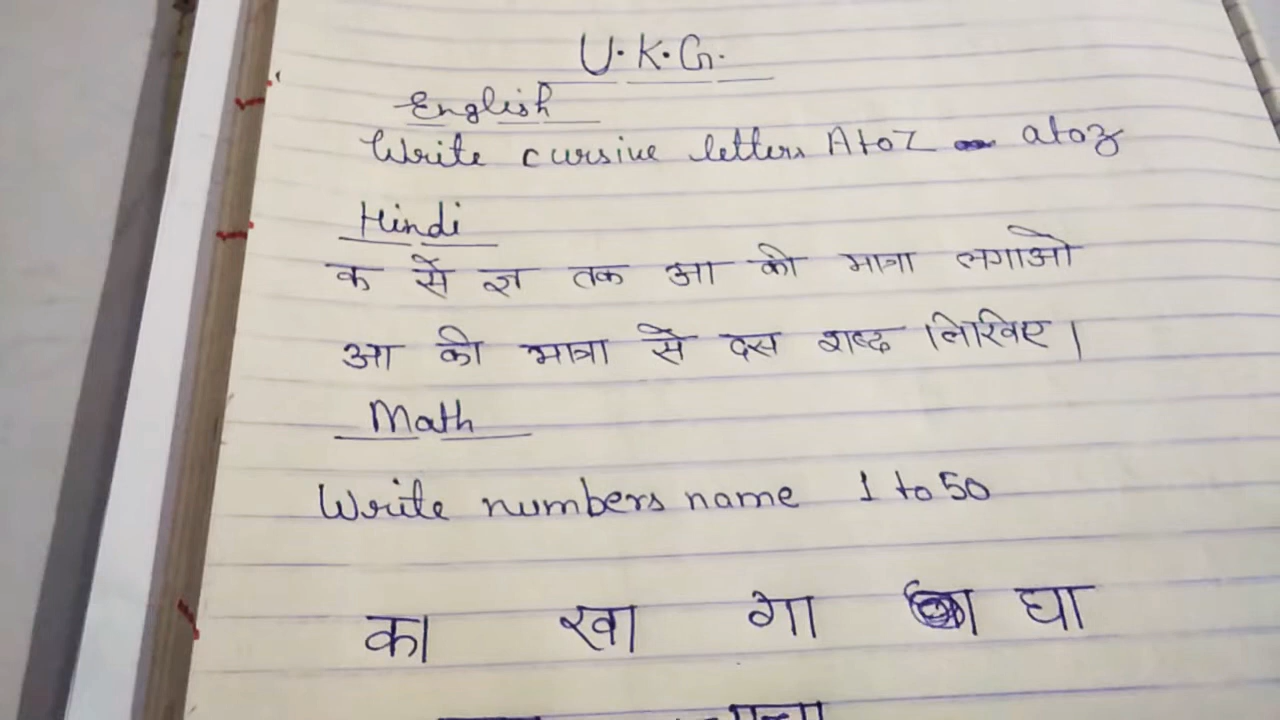 U.K.G.
English
Write cursive letters A to Z - a to z
Hindi
क से ज्ञ तक आ की मात्रा लगाओ
आ की मात्रा से दस शब्द लिखिए।
Math
Write numbers name 1 to 50
का खा गा घा